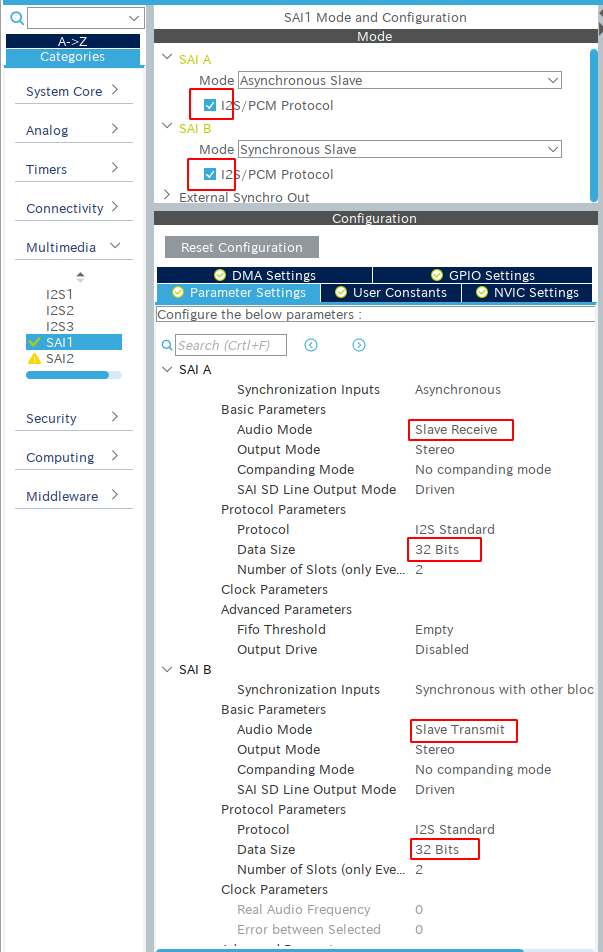 SAI1 Mode and Configuration
Mode
A->Z
Categories
System Core
Analog
Timers
Connectivity
Multimedia
I2S1
I2S2
I2S3
SAI1
SAI2
Security
Computing
Middleware
SAI A
Mode Asynchronous Slave
I2S/PCM Protocol
SAI B
Mode Synchronous Slave
I2S/PCM Protocol
External Synchro Out
Configuration
Reset Configuration
DMA Settings GPIO Settings
Parameter Settings User Constants NVIC Settings
Configure the below parameters :
Search (Crtl+F)
SAI A
Synchronization Inputs Asynchronous
Basic Parameters
Audio Mode Slave Receive
Output Mode Stereo
Companding Mode No companding mode
SAI SD Line Output Mode Driven
Protocol Parameters
Protocol I2S Standard
Data Size 32 Bits
Number of Slots (only Eve... 2
Clock Parameters
Advanced Parameters
Fifo Threshold Empty
Output Drive Disabled
SAI B
Synchronization Inputs Synchronous with other bloc
Basic Parameters
Audio Mode Slave Transmit
Output Mode Stereo
Companding Mode No companding mode
SAI SD Line Output Mode Driven
Protocol Parameters
Protocol I2S Standard
Data Size 32 Bits
Number of Slots (only Eve... 2
Clock Parameters
Real Audio Frequency 0
Error between Selected 0